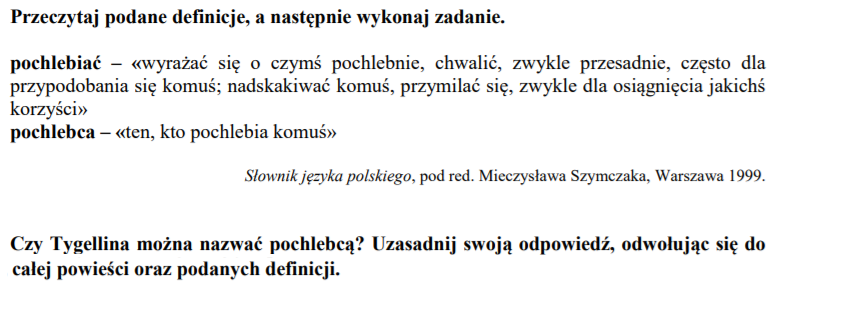 Przeczytaj podane definicje, a następnie wykonaj zadanie.
pochlebiać – «wyrażać się o czymś pochlebnie, chwalić, zwykle przesadnie, często dla
przypodobania się komuś; nadskakiwać komuś, przymilać się, zwykle dla osiągnięcia jakichś
korzyści»
pochlebca – «ten, kto pochlebia komuś»
Słownik języka polskiego, pod red. Mieczysława Szymczaka, Warszawa 1999.
Czy Tygellina można nazwać pochlebcą? Uzasadnij swoją odpowiedź, odwołując się do
całej powieści oraz podanych definicji.